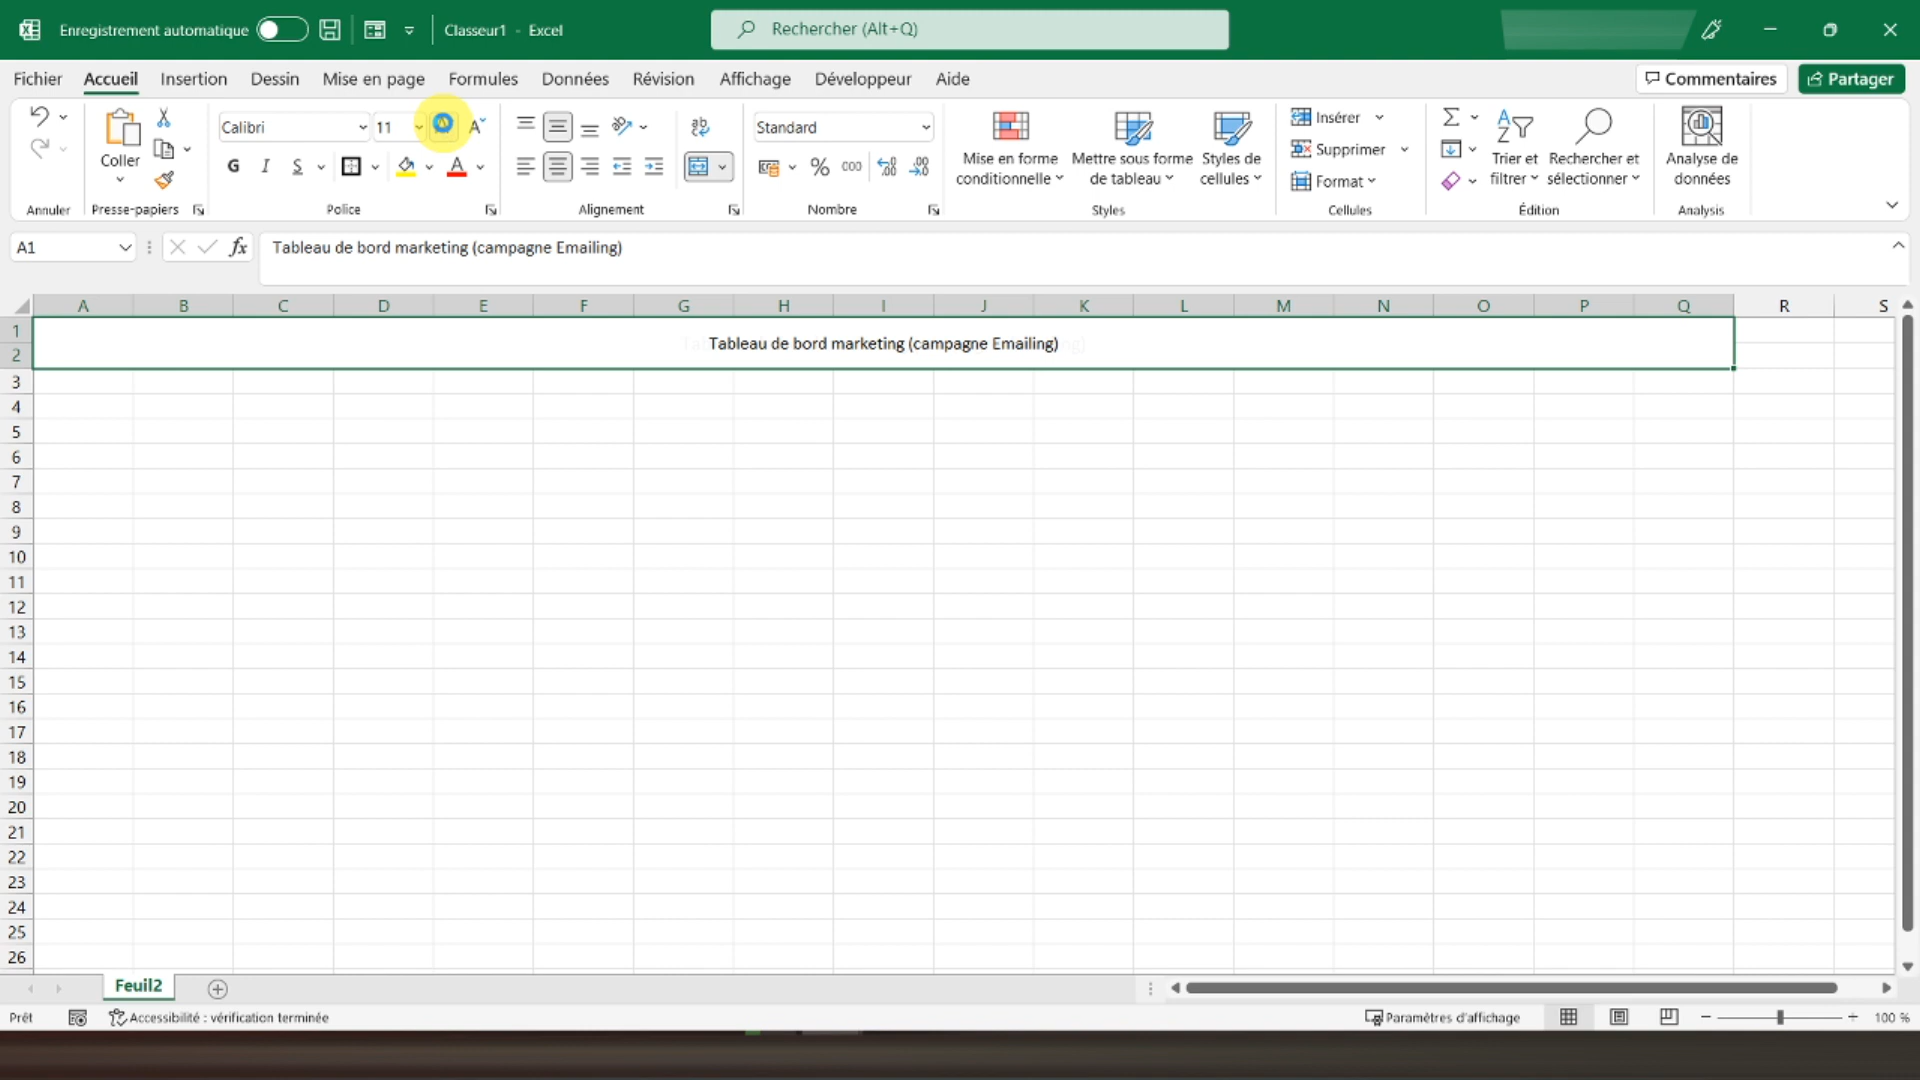 Enregistrement automatique
Classeur1 - Excel
Rechercher (Alt+Q)
Fichier Accueil Insertion Dessin Mise en page Formules Données Révision Affichage Développeur Aide
Commentaires Partager
Coller
Annuler
Presse-papiers
Calibri 11
G I S
Police
Alignement
Standard
% 000
Nombre
Mise en forme conditionnelle
Mettre sous forme de tableau
Styles de cellules
Styles
Insérer
Supprimer
Format
Cellules
Trier et filtrer
Rechercher et sélectionner
Édition
Analyse de données
Analysis
A1
fx
Tableau de bord marketing (campagne Emailing)
A B C D E F G H I J K L M N O P Q R S
1
Tableau de bord marketing (campagne Emailing)
2
3
4
5
6
7
8
9
10
11
12
13
14
15
16
17
18
19
20
21
22
23
24
25
26
Feuil2
Prêt
Accessibilité : vérification terminée
Paramètres d'affichage
100 %